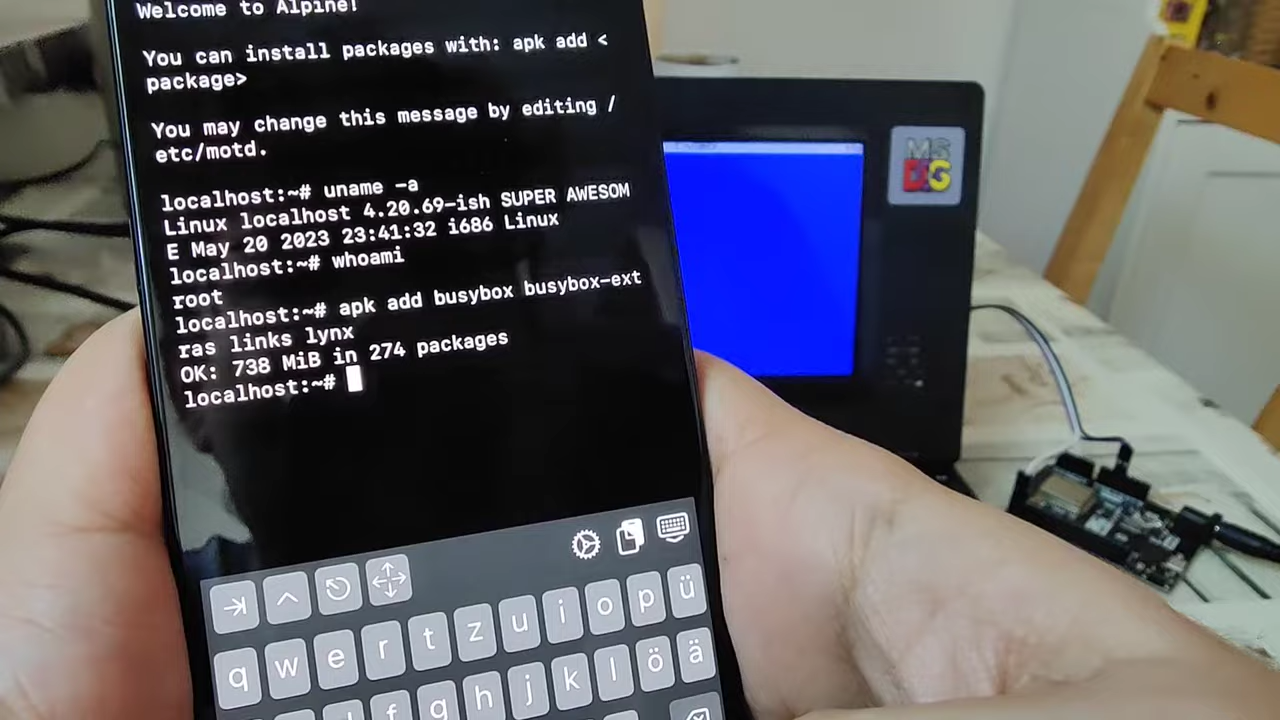 Welcome to Alpine!
You can install packages with: apk add <
package>
You may change this message by editing /
etc/motd.
localhost:~# uname -a
Linux localhost 4.20.69-ish SUPER AWESOM
E May 20 2023 23:41:32 i686 Linux
localhost:~# whoami
root
localhost:~# apk add busybox busybox-ext
ras links lynx
OK: 738 MiB in 274 packages
localhost:~#
MS
q w e r t z u i o p ü
f g h j k l ö ä